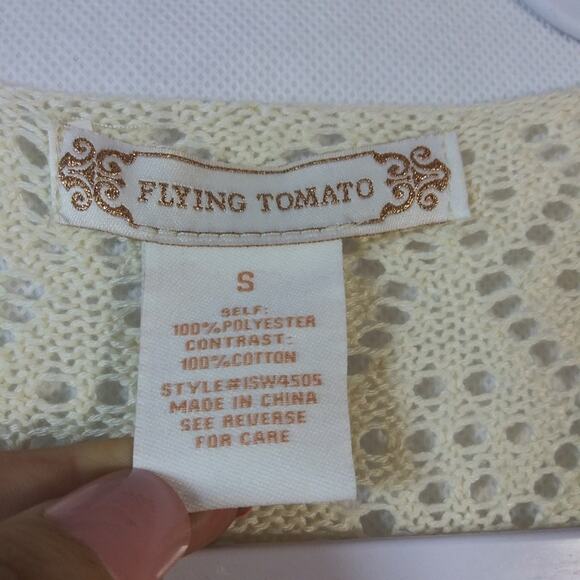 FLYING TOMATO
S
SELF:
100%POLYESTER
CONTRAST:
100%COTTON
STYLE#ISW4505
MADE IN CHINA
SEE REVERSE
FOR CARE